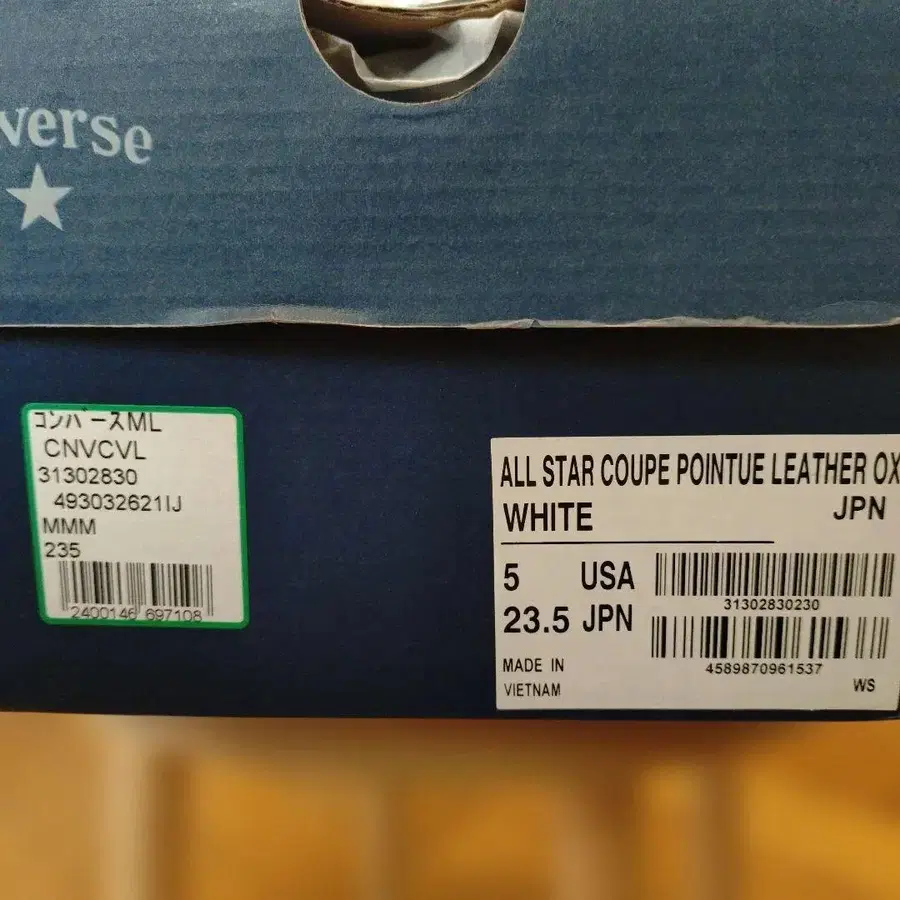 verse
コンバースML
CNVCVL
31302830
493032621IJ
MMM
235
2400146 697108
ALL STAR COUPE POINTUE LEATHER OX
WHITE JPN
5 USA
31302830230
23.5 JPN
4589870961537
MADE IN
VIETNAM
WS